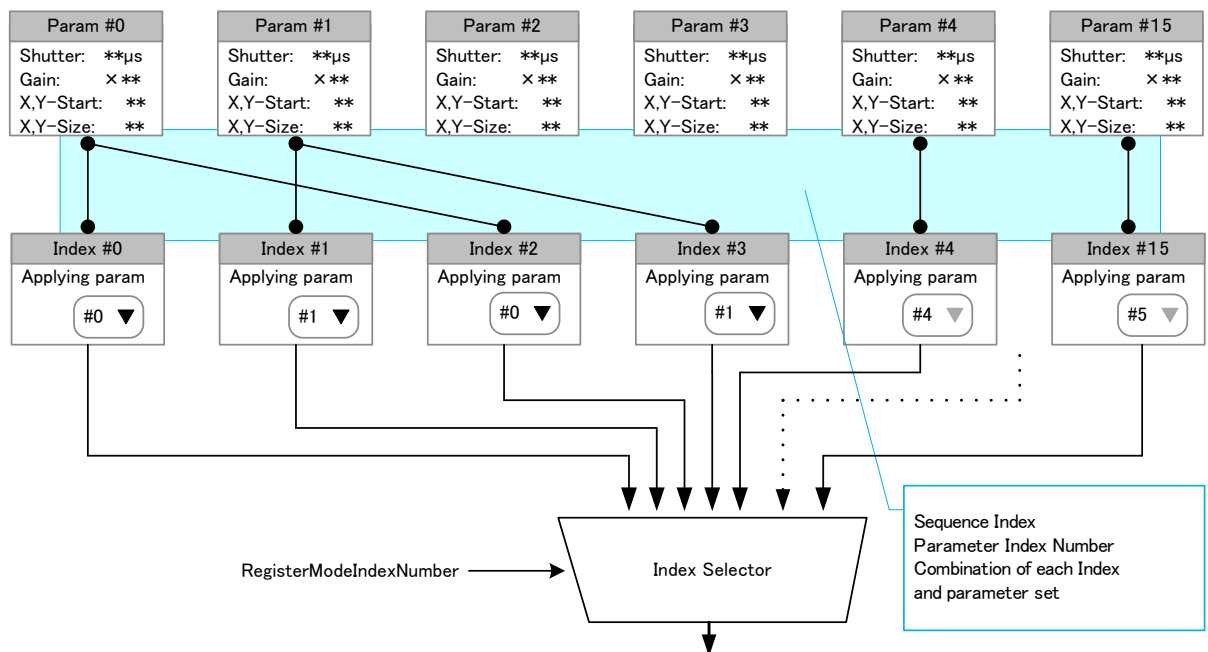 Param #0
Shutter: **μs
Gain: ×**
X,Y-Start: **
X,Y-Size: **
Param #1
Shutter: **μs
Gain: ×**
X,Y-Start: **
X,Y-Size: **
Param #2
Shutter: **μs
Gain: ×**
X,Y-Start: **
X,Y-Size: **
Param #3
Shutter: **μs
Gain: ×**
X,Y-Start: **
X,Y-Size: **
Param #4
Shutter: **μs
Gain: ×**
X,Y-Start: **
X,Y-Size: **
Param #15
Shutter: **μs
Gain: ×**
X,Y-Start: **
X,Y-Size: **
Index #0
Applying param
#0 ▼
Index #1
Applying param
#1 ▼
Index #2
Applying param
#0 ▼
Index #3
Applying param
#1 ▼
Index #4
Applying param
#4 ▼
Index #15
Applying param
#5 ▼
Sequence Index
Parameter Index Number
Combination of each Index
and parameter set
RegisterModeIndexNumber
Index Selector